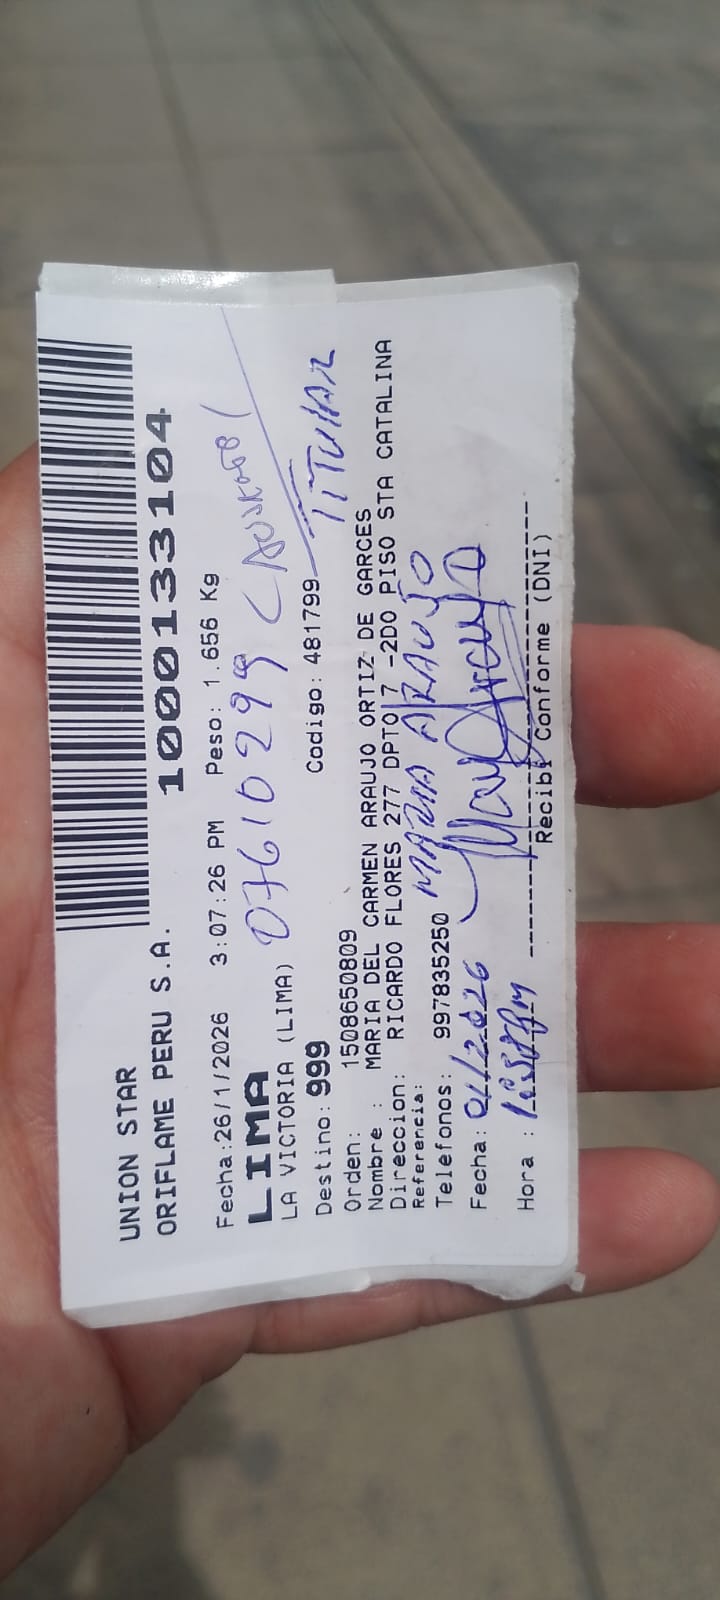 UNION STAR
ORIFLAME PERU S.A. 1000133104
Fecha:26/1/2026 3:07:26 PM Peso: 1.656 Kg
LIMA 07610299
LA VICTORIA (LIMA)
Destino: 999 Codigo: 481799
TITULAR
Orden: 1508650809
Nombre : MARIA DEL CARMEN ARAUJO ORTIZ DE GARCES
Direccion: RICARDO FLORES 277 DPTO 7 -2DO PISO STA CATALINA
Referencia:
Telefonos: 997835250 MARIA ARAUJO
Fecha:
Hora :
Recibi Conforme (DNI)